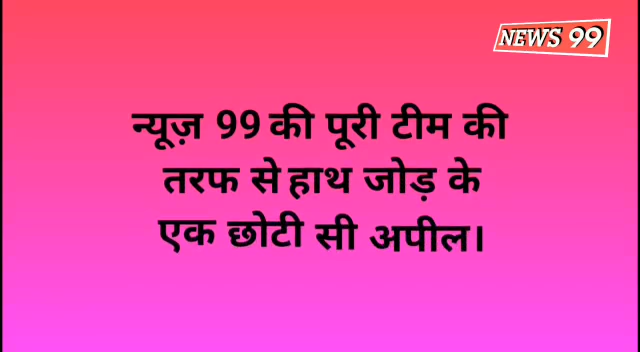 NEWS 99
न्यूज़ 99 की पूरी टीम की
तरफ से हाथ जोड़ के
एक छोटी सी अपील।